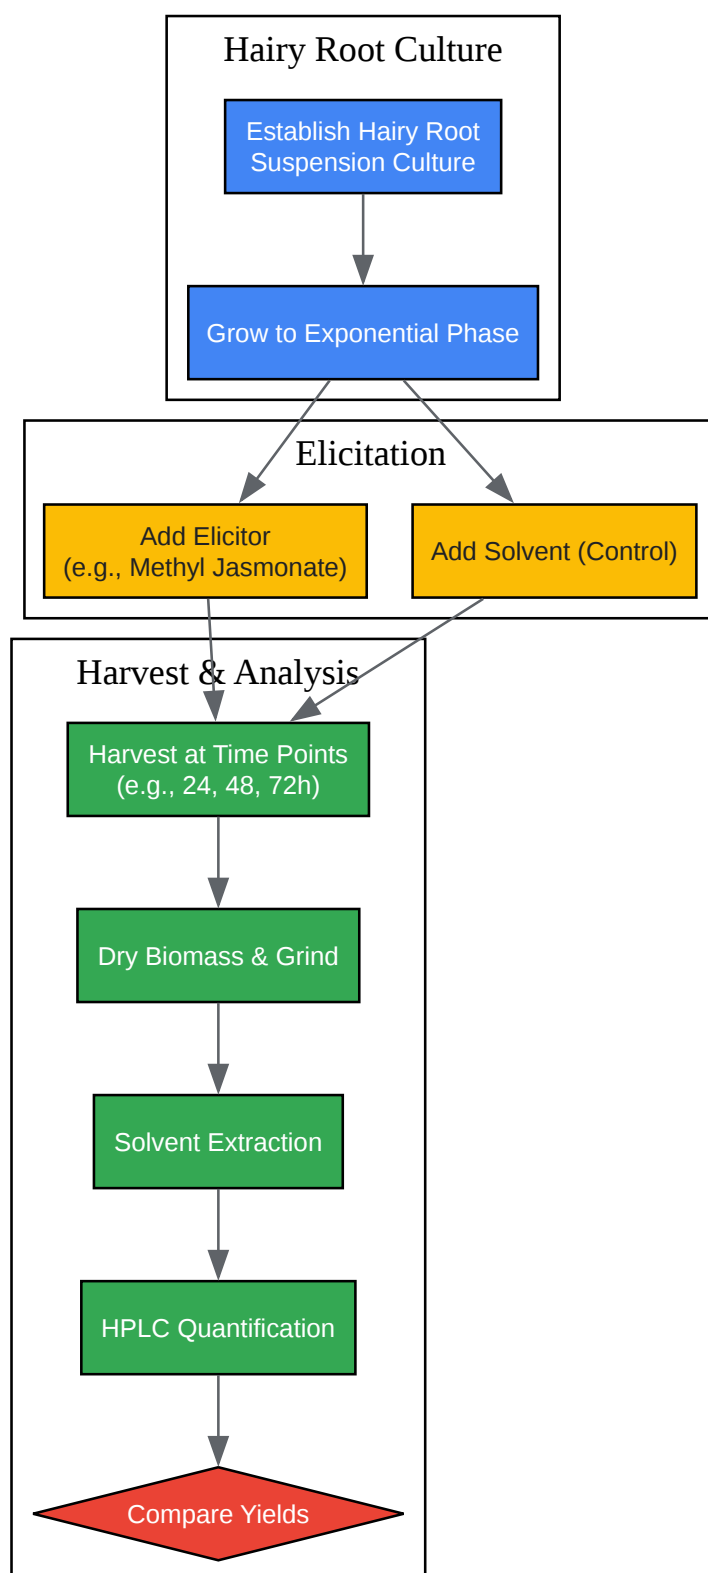 Hairy Root Culture
Establish Hairy Root
Suspension Culture
Grow to Exponential Phase
Elicitation
Add Elicitor
(e.g., Methyl Jasmonate)
Add Solvent (Control)
Harvest & Analysis
Harvest at Time Points
(e.g., 24, 48, 72h)
Dry Biomass & Grind
Solvent Extraction
HPLC Quantification
Compare Yields